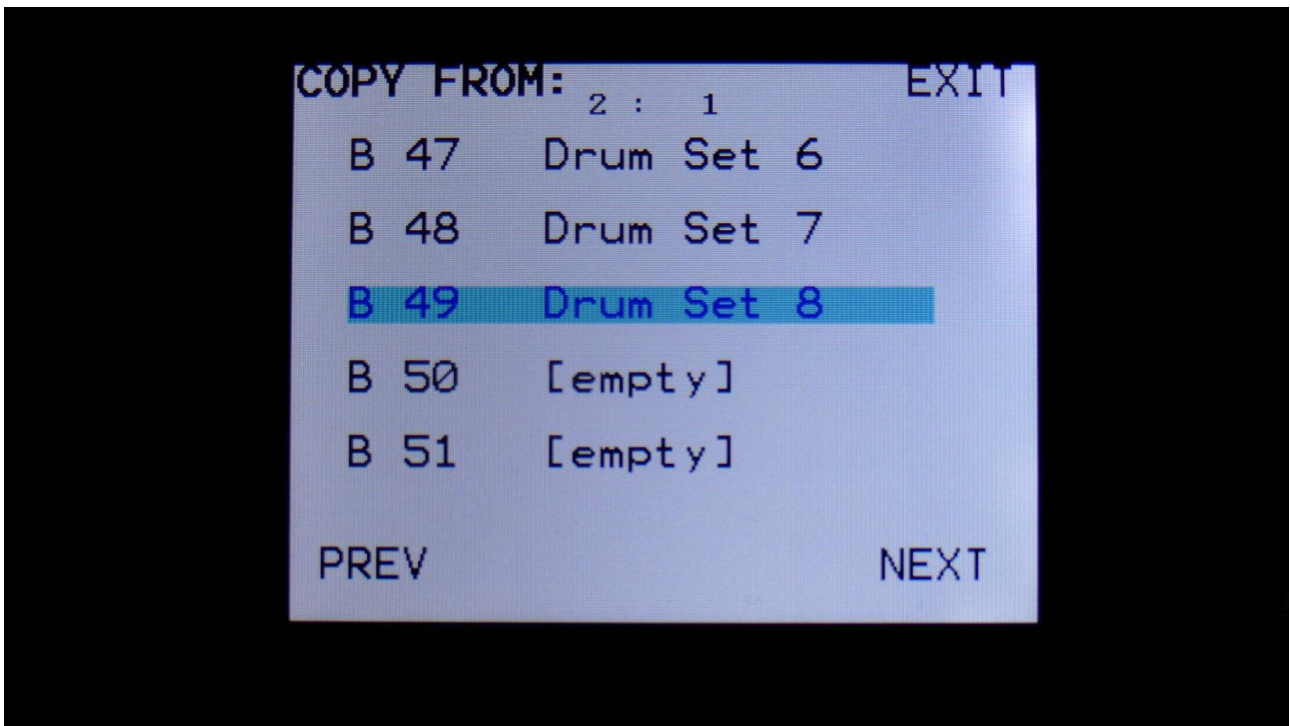 COPY FROM: EXIT
2 : 1
B 47 Drum Set 6
B 48 Drum Set 7
B 49 Drum Set 8
B 50 [empty]
B 51 [empty]
PREV NEXT